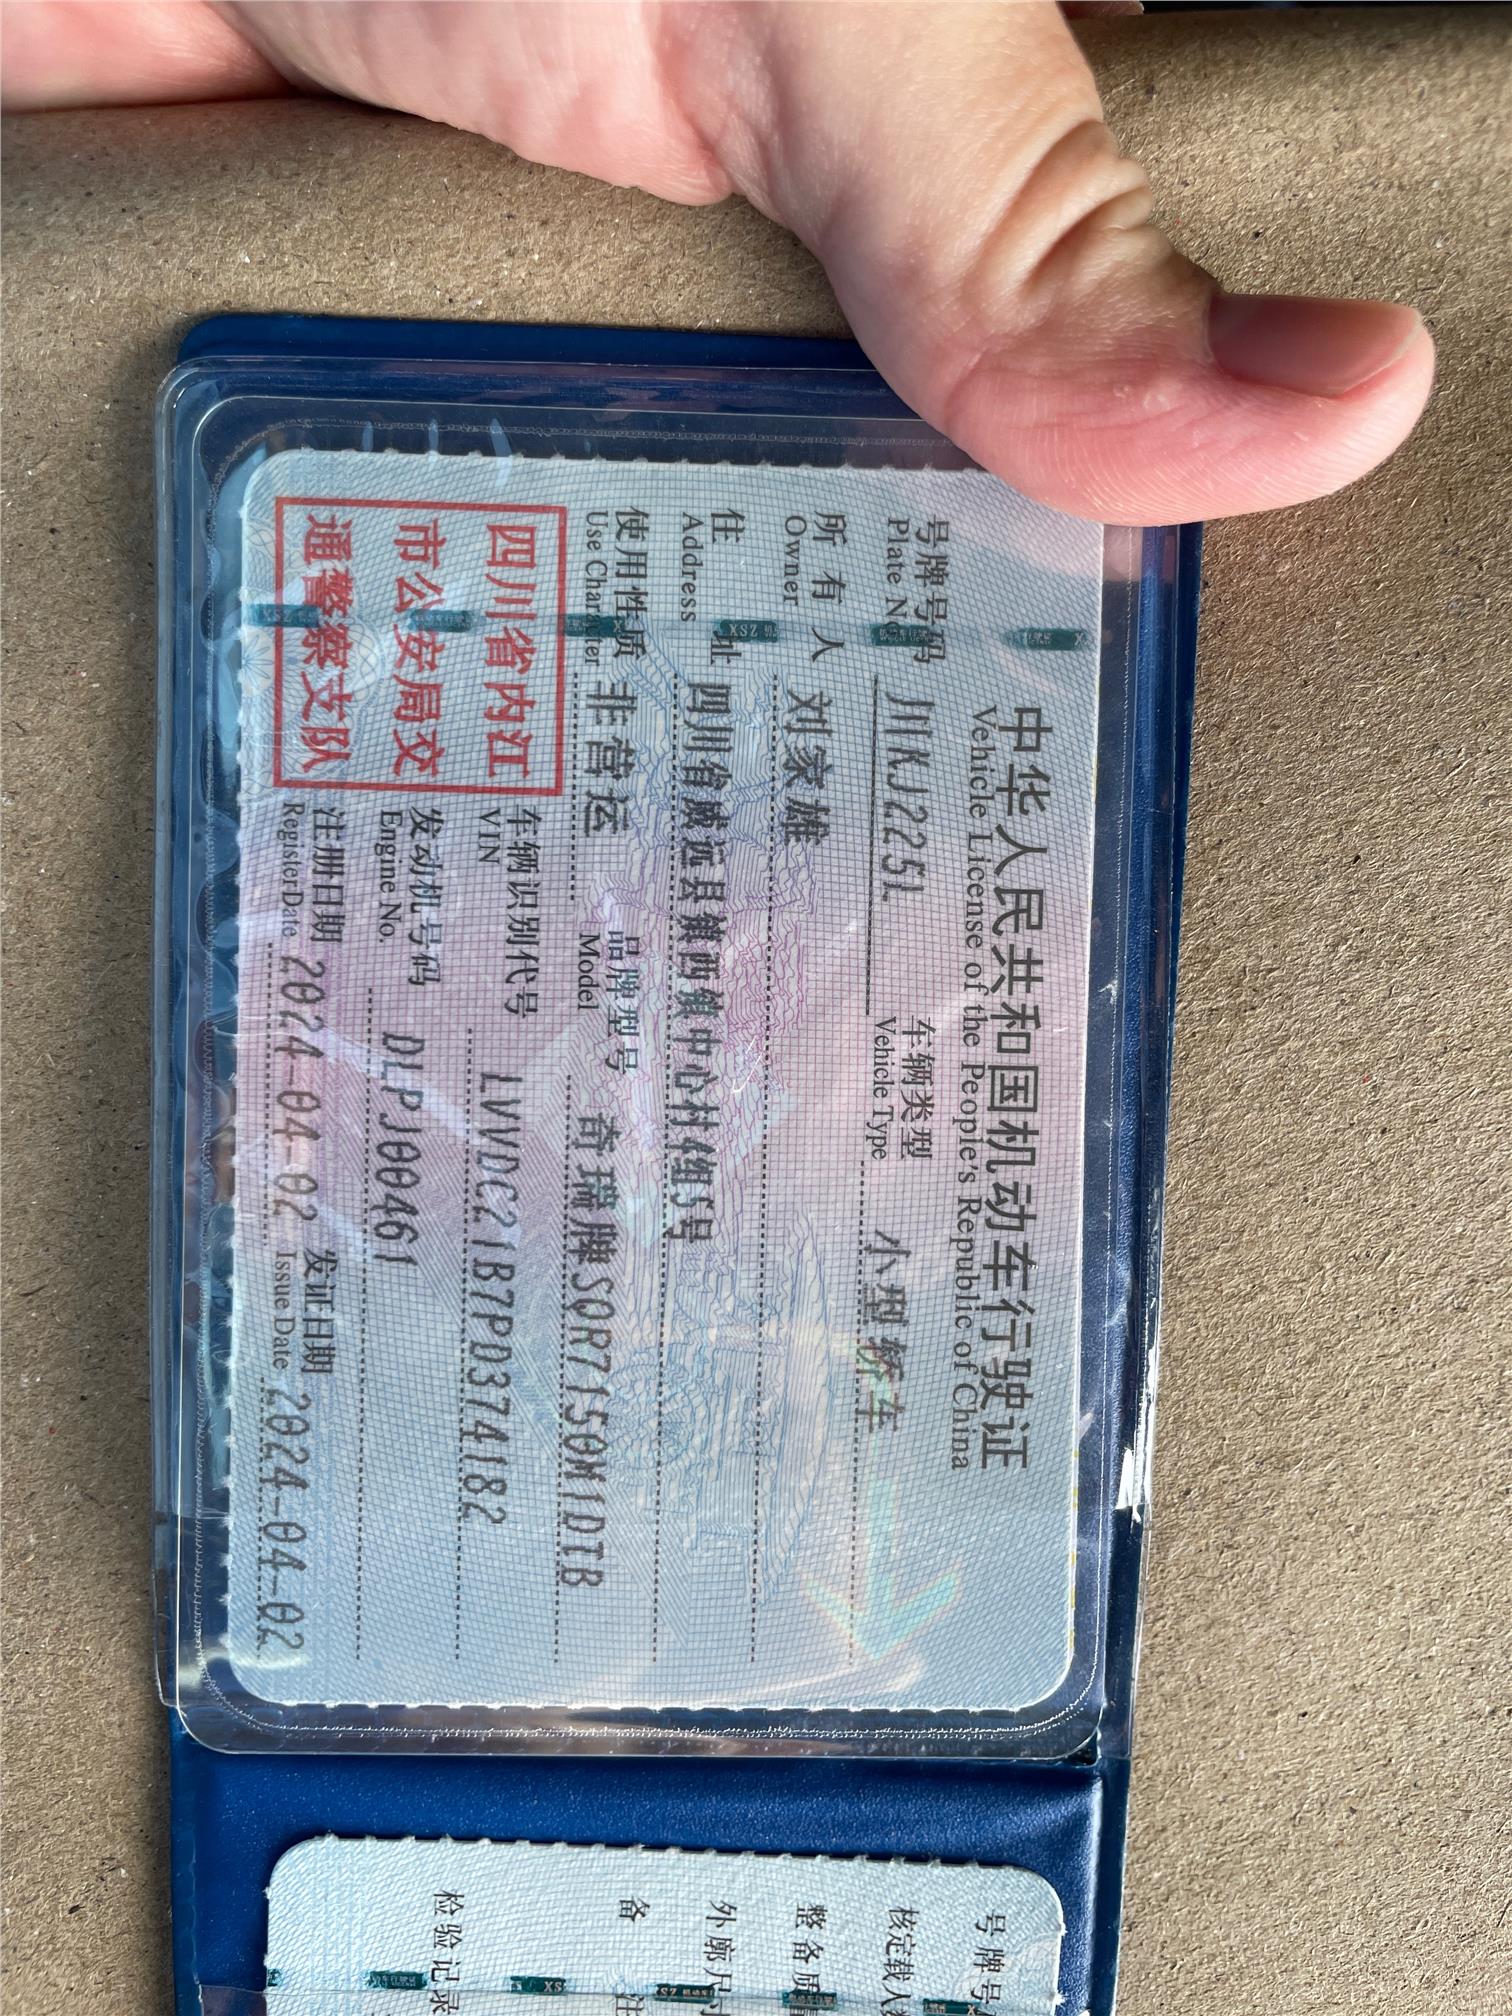 中华人民共和国机动车行驶证
Vehicle License of the People's Republic of China
号牌号码 川KJ225L 车辆类型 小型轿车
Plate No. Vehicle Type
所有人 刘家雄
Owner
住址 四川省威远县镇西镇中心村4组5号
Address
使用性质 非营运 品牌型号 奇瑞牌SQR7150M1DTB
Use Character Model
四川省内江
市公安局交
通警察支队
车辆识别代号 LVVDC21B7PD374182
VIN
发动机号码 DLPJ00461
Engine No.
注册日期 2024-04-02 发证日期 2024-04-02
Register Date Issue Date
号牌号
核定载人
整备质量
外廓尺寸
备注
检验记录